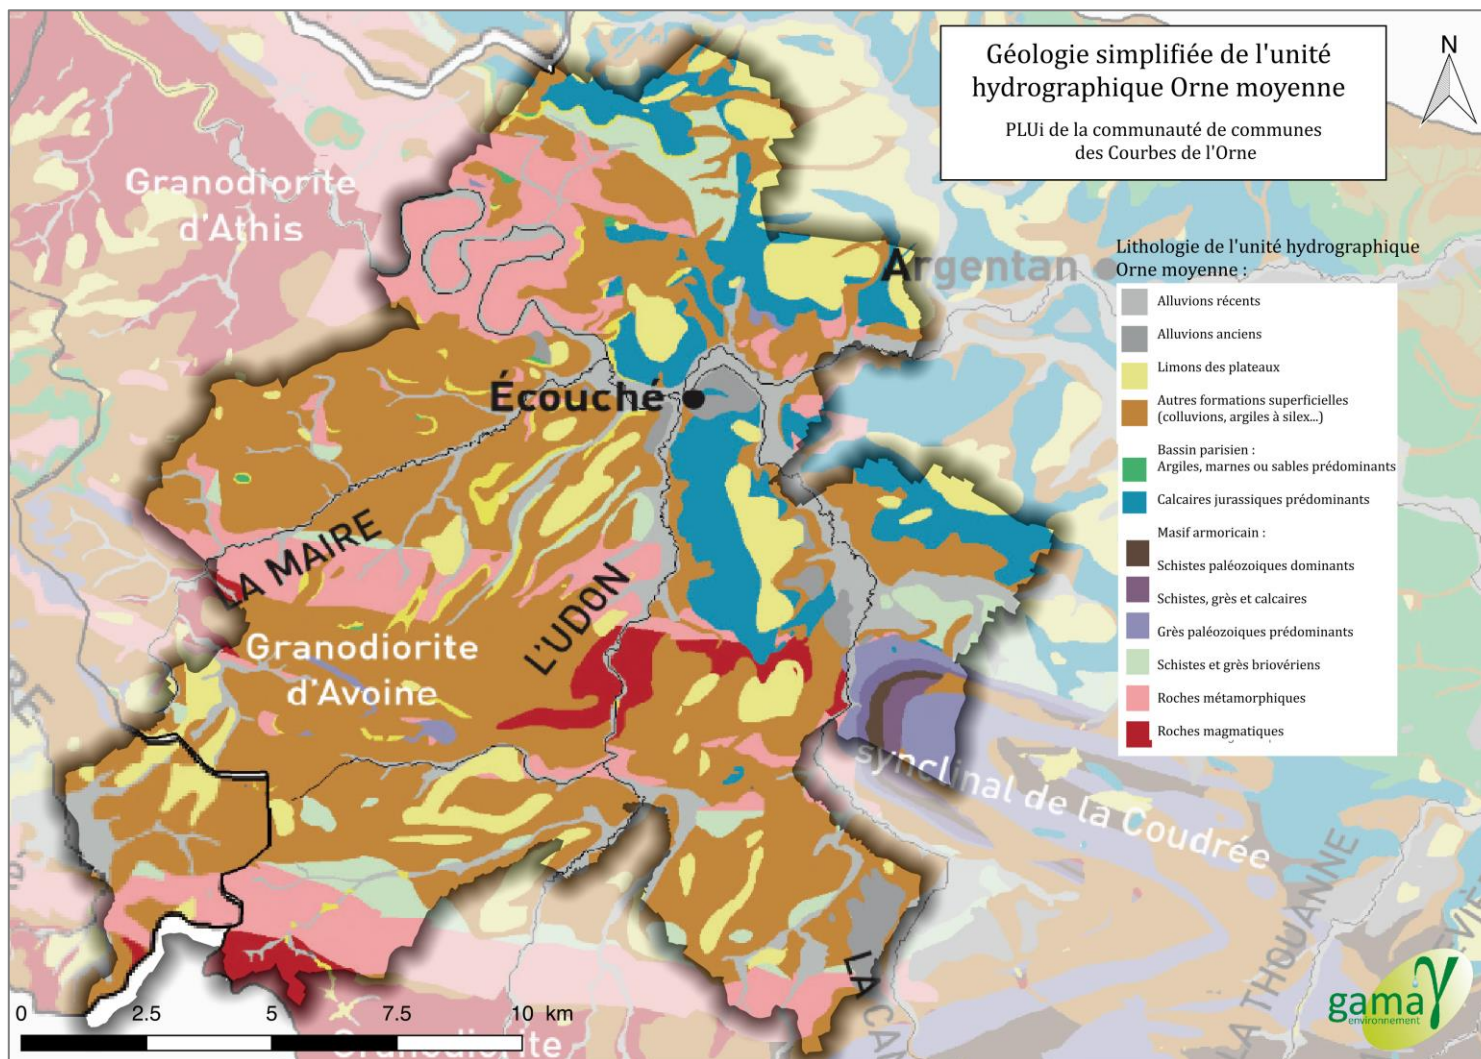 Géologie simplifiée de l'unité
hydrographique Orne moyenne
PLUi de la communauté de communes
des Courbes de l'Orne
N
Granodiorite
d'Athis
Argentan
Lithologie de l'unité hydrographique
Orne moyenne :
Alluvions récents
Alluvions anciens
Limons des plateaux
Autres formations superficielles
(colluvions, argiles à silex...)
Bassin parisien :
Argiles, marnes ou sables prédominants
Calcaires jurassiques prédominants
Masif armoricain :
Schistes paléozoiques dominants
Schistes, grès et calcaires
Grès paléozoiques prédominants
Schistes et grès briovériens
Roches métamorphiques
Roches magmatiques
Écouché
LA MAIRE
L'UDON
Granodiorite
d'Avoine
synclinal de la Coudrée
LA THOUANNE
LA CAN
Granodiorite
0 2.5 5 7.5 10 km
gama
environnement